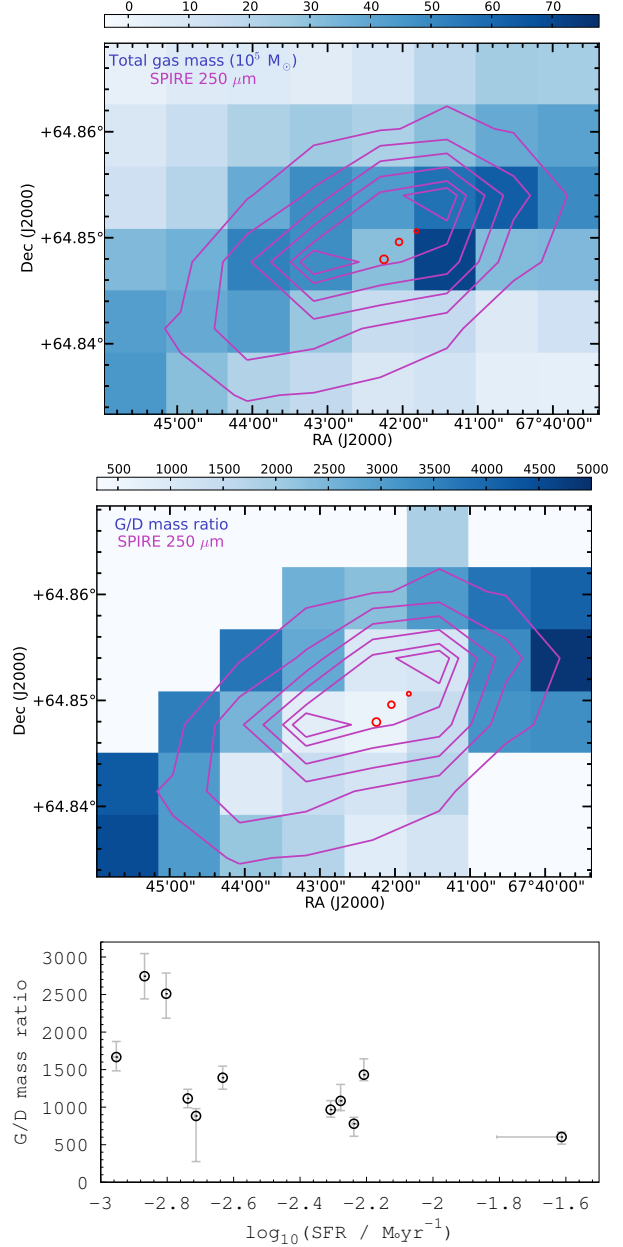 0 10 20 30 40 50 60 70
Total gas mass (10⁵ M☉)
SPIRE 250 μm
+64.86°
+64.85°
+64.84°
Dec (J2000)
45'00" 44'00" 43'00" 42'00" 41'00" 67°40'00"
RA (J2000)
500 1000 1500 2000 2500 3000 3500 4000 4500 5000
G/D mass ratio
SPIRE 250 μm
+64.86°
+64.85°
+64.84°
Dec (J2000)
45'00" 44'00" 43'00" 42'00" 41'00" 67°40'00"
RA (J2000)
3000
2500
2000
1500
1000
500
0
G/D mass ratio
-3 -2.8 -2.6 -2.4 -2.2 -2 -1.8 -1.6
log₁₀(SFR / M☉yr⁻¹)